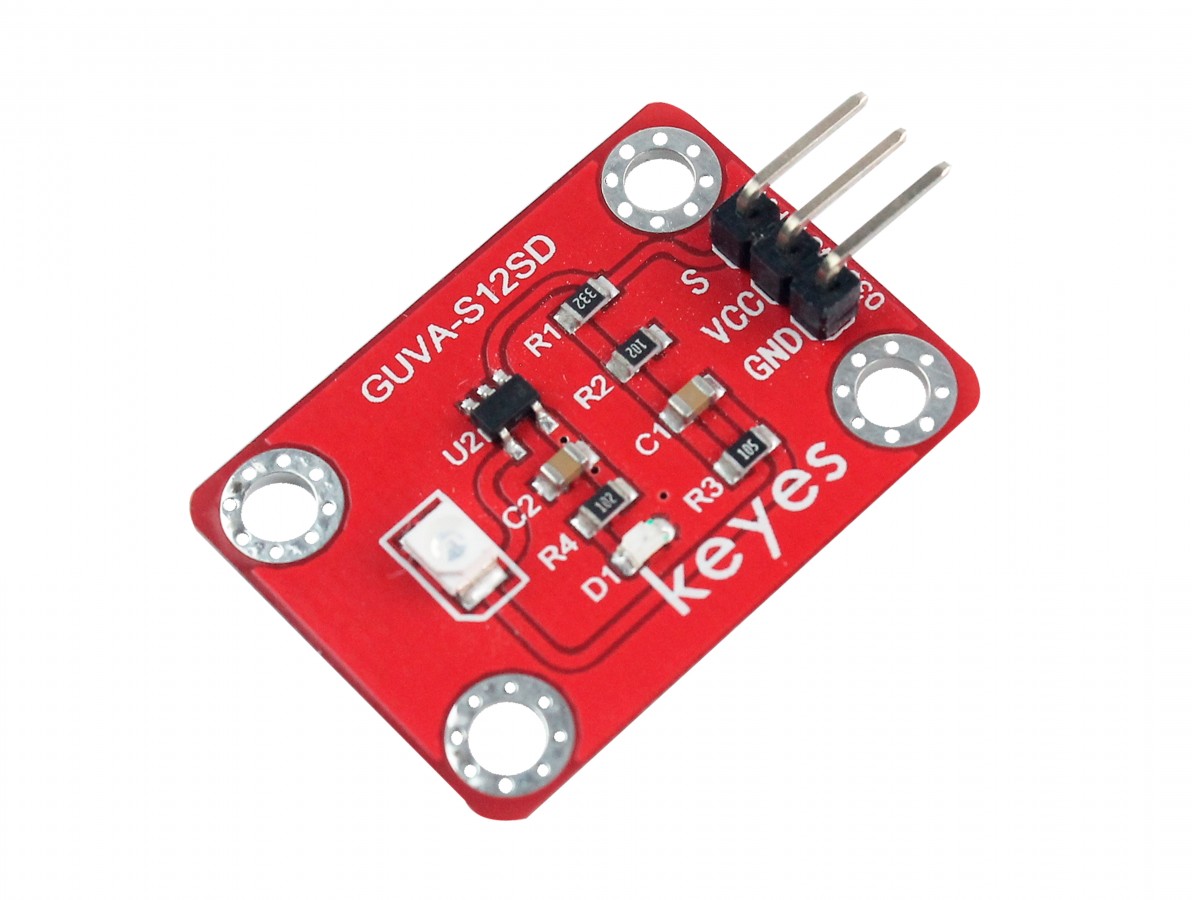 GUVA-S12SD
S
VCC
GND
R1
332
R2
102
C1
R3
105
U2
C2
R4
102
D1
keyes